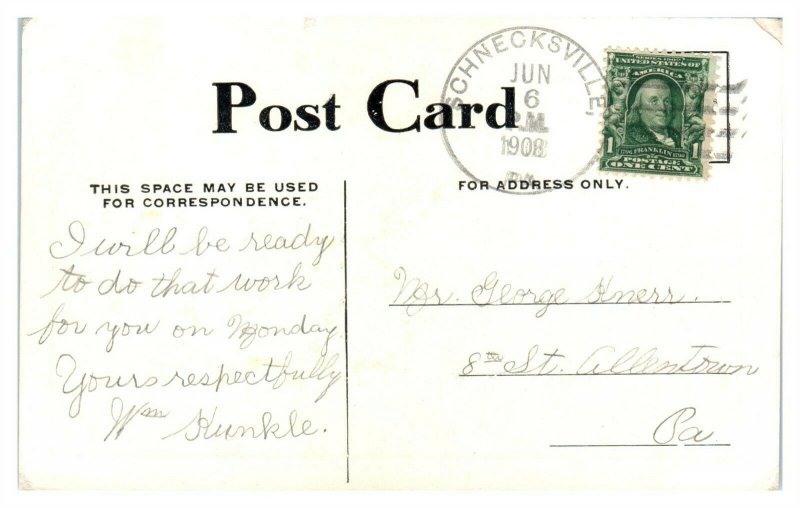 Post Card
SCHNECKSVILLE,
JUN
6
P.M.
1908
PA.
SERIES 1902
UNITED STATES OF
AMERICA
1 FRANKLIN 1
POSTAGE
ONE CENT
THIS SPACE MAY BE USED
FOR CORRESPONDENCE.
FOR ADDRESS ONLY.
I will be ready
to do that work
for you on Monday
Yours respectfully
Wm Kunkle.
Mr. George Knerr.
8th St. Allentown
Pa